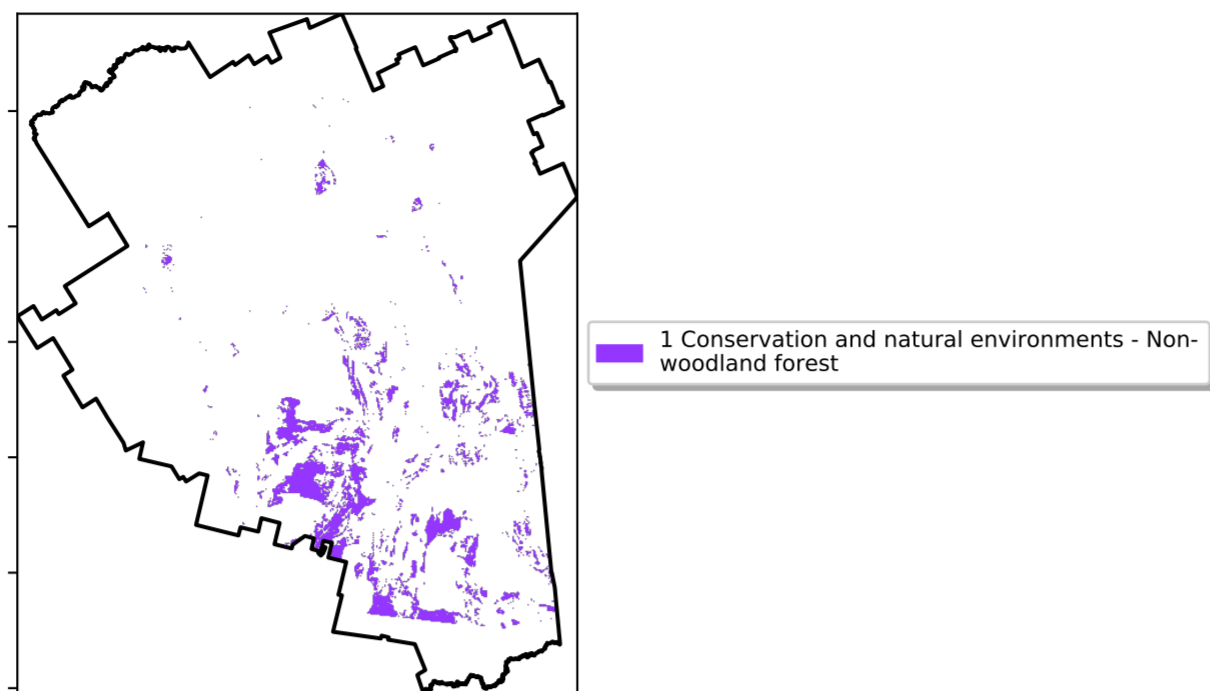 1 Conservation and natural environments - Non-
woodland forest